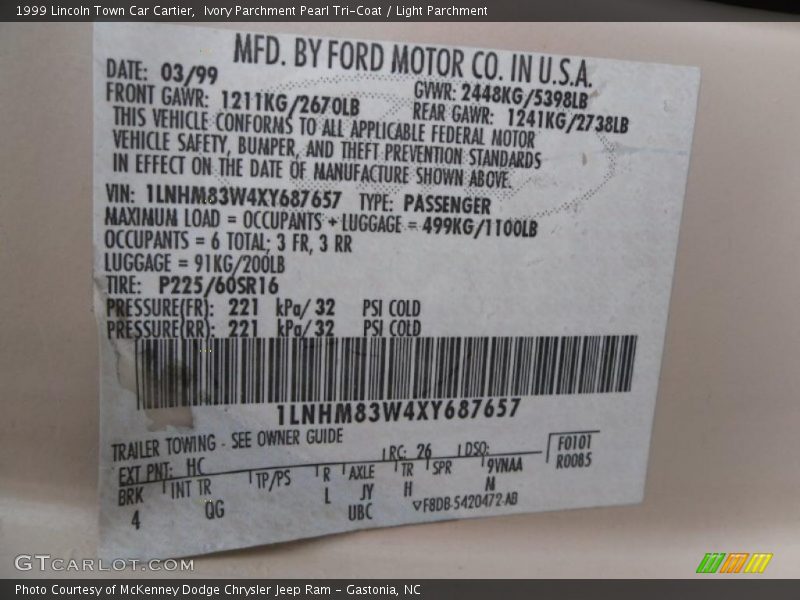 1999 Lincoln Town Car Cartier,  Ivory Parchment Pearl Tri-Coat / Light Parchment
MFD. BY FORD MOTOR CO. IN U.S.A.
DATE: 03/99 GVWR: 2448KG/5398LB
FRONT GAWR: 1211KG/2670LB REAR GAWR: 1241KG/2738LB
THIS VEHICLE CONFORMS TO ALL APPLICABLE FEDERAL MOTOR
VEHICLE SAFETY, BUMPER, AND THEFT PREVENTION STANDARDS
IN EFFECT ON THE DATE OF MANUFACTURE SHOWN ABOVE.
VIN: 1LNHM83W4XY687657 TYPE: PASSENGER
MAXIMUM LOAD = OCCUPANTS + LUGGAGE = 499KG/1100LB
OCCUPANTS = 6 TOTAL; 3 FR, 3 RR
LUGGAGE = 91KG/200LB
TIRE: P225/60SR16
PRESSURE(FR): 221 kPa/ 32 PSI COLD
PRESSURE(RR): 221 kPa/ 32 PSI COLD
1LNHM83W4XY687657
TRAILER TOWING - SEE OWNER GUIDE
EXT PNT: HC RC: 26 DSO: F0101
R0085
BRK INT TR TP/PS R AXLE TR SPR 9VNAA
4 QG L JY H N
UBC ▽F8DB-5420472-AB
GTCARLOT.COM
Photo Courtesy of McKenney Dodge Chrysler Jeep Ram - Gastonia, NC